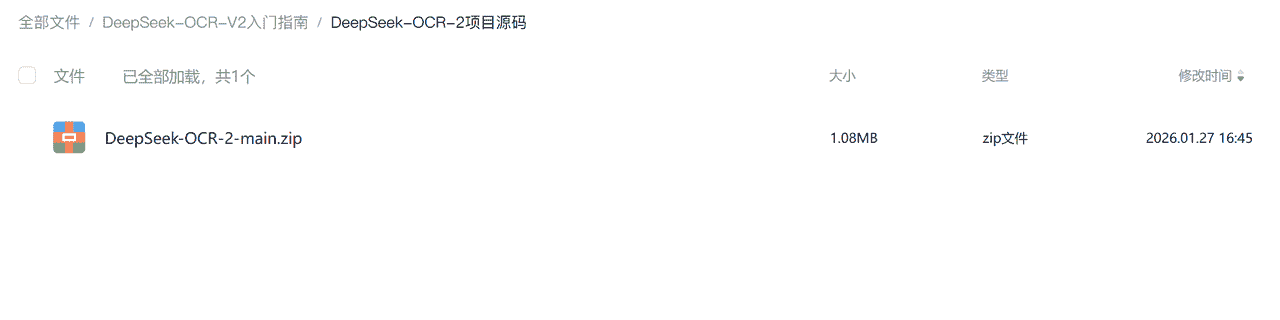 全部文件 / DeepSeek-OCR-V2入门指南 / DeepSeek-OCR-2项目源码
文件 已全部加载，共1个 大小 类型 修改时间
DeepSeek-OCR-2-main.zip 1.08MB zip文件 2026.01.27 16:45